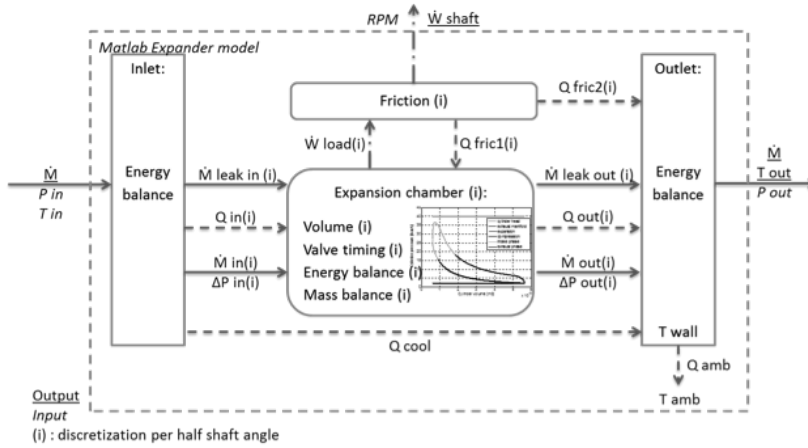 RPM
Ẇ shaft
Matlab Expander model
Inlet:
Outlet:
Friction (i)
Q fric2(i)
Ẇ load(i)
Q fric1(i)
Ṁ
P in
T in
Energy
balance
Ṁ leak in (i)
Q in(i)
Ṁ in(i)
ΔP in(i)
Expansion chamber (i):
Volume (i)
Valve timing (i)
Energy balance (i)
Mass balance (i)
Ṁ leak out (i)
Q out(i)
Ṁ out(i)
ΔP out(i)
Energy
balance
Ṁ
T out
P out
Q cool
T wall
Q amb
T amb
Output
Input
(i) : discretization per half shaft angle